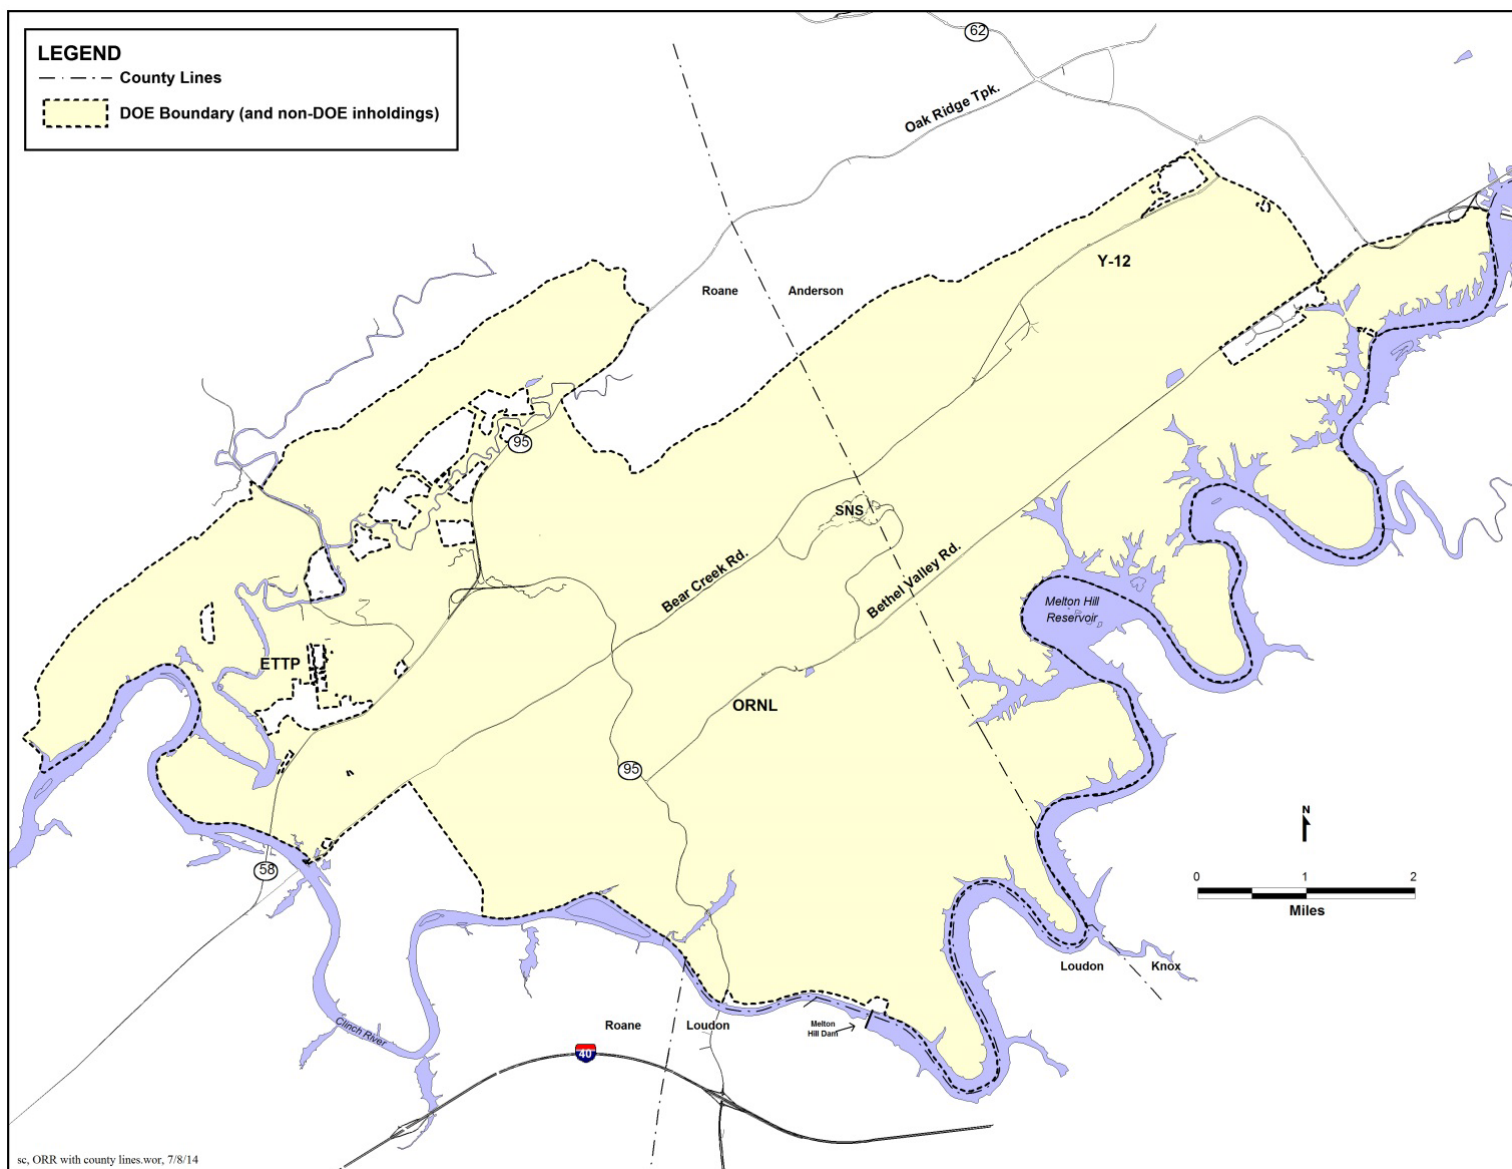 LEGEND
County Lines
DOE Boundary (and non-DOE inholdings)
62
Oak Ridge Tpk.
Y-12
Roane
Anderson
95
SNS
Bear Creek Rd.
Bethel Valley Rd.
Melton Hill
Reservoir
ETTP
ORNL
95
N
58
0
1
2
Miles
Loudon
Knox
Clinch River
Roane
Loudon
Melton
Hill Dam
40
sc, ORR with county lines.wor, 7/8/14